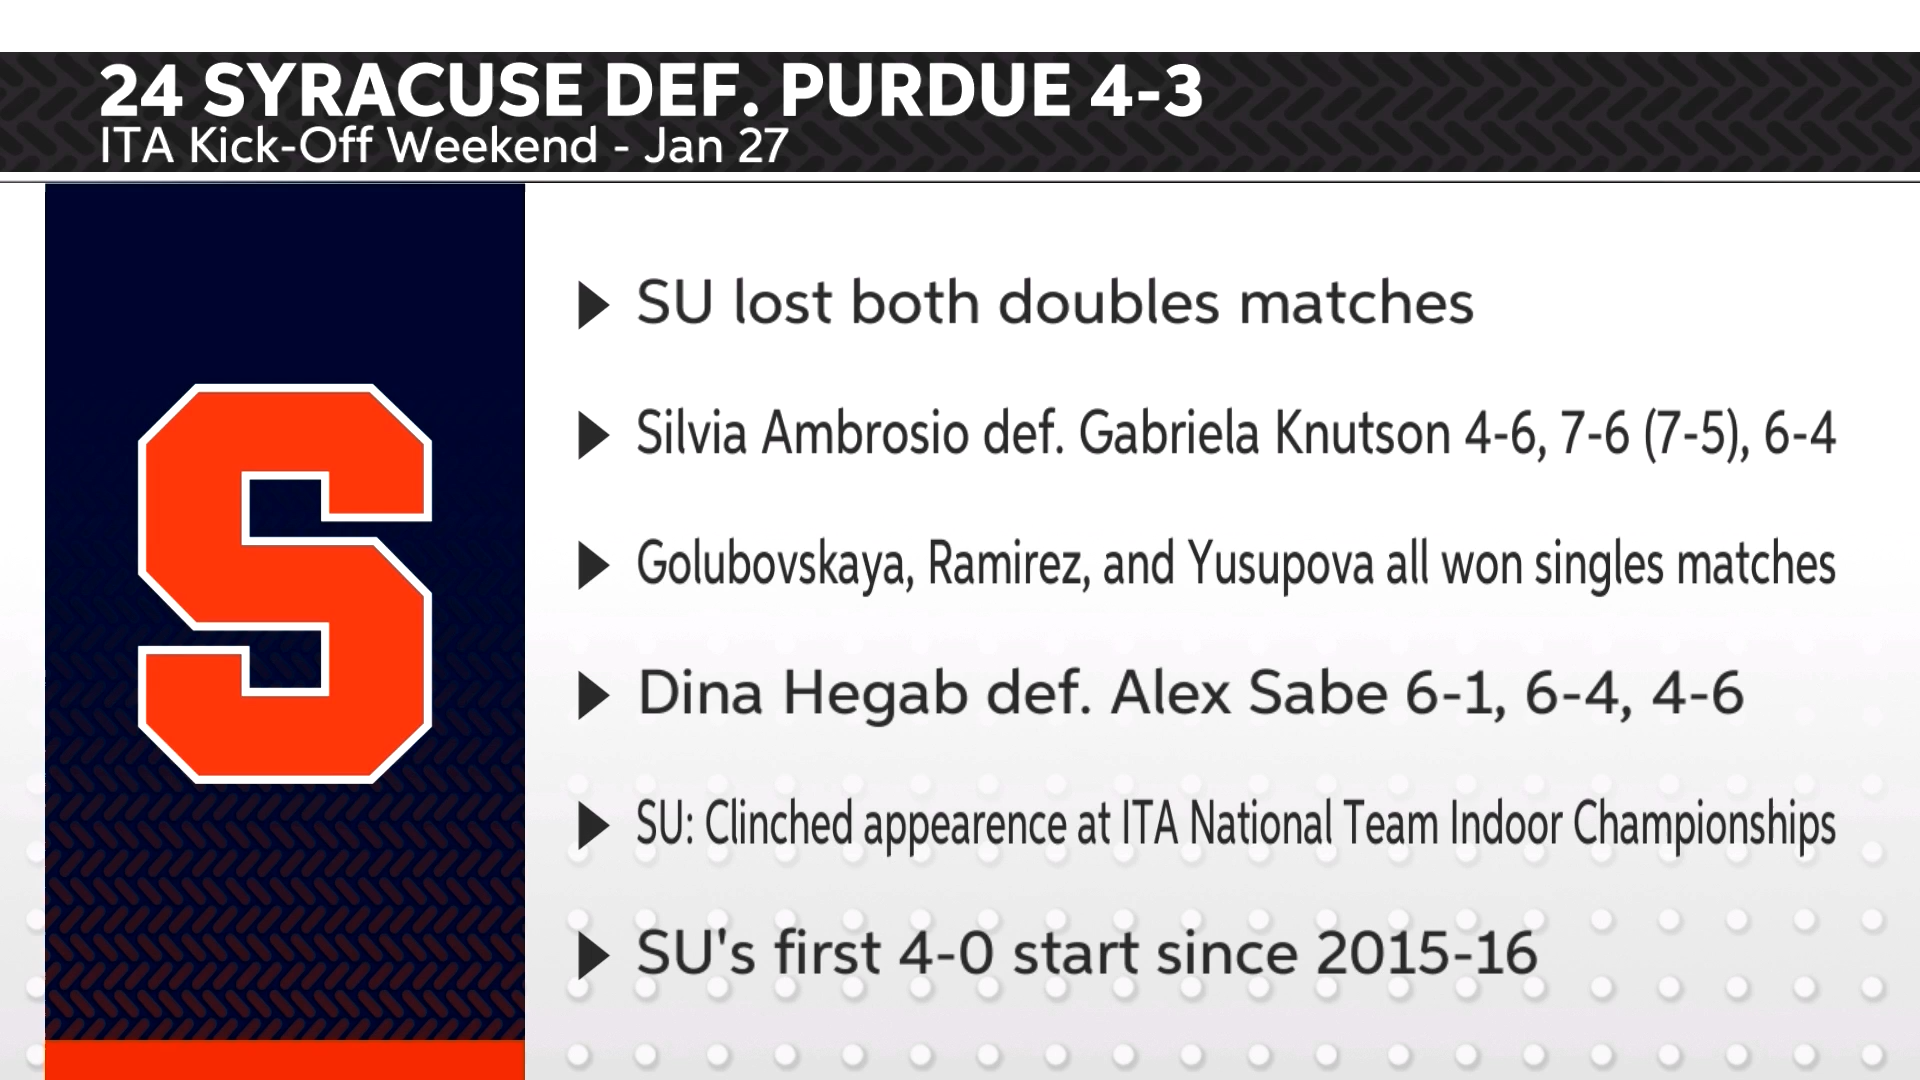 24 SYRACUSE DEF. PURDUE 4-3
ITA Kick-Off Weekend - Jan 27
SU lost both doubles matches
Silvia Ambrosio def. Gabriela Knutson 4-6, 7-6 (7-5), 6-4
Golubovskaya, Ramirez, and Yusupova all won singles matches
Dina Hegab def. Alex Sabe 6-1, 6-4, 4-6
SU: Clinched appearence at ITA National Team Indoor Championships
SU's first 4-0 start since 2015-16
S